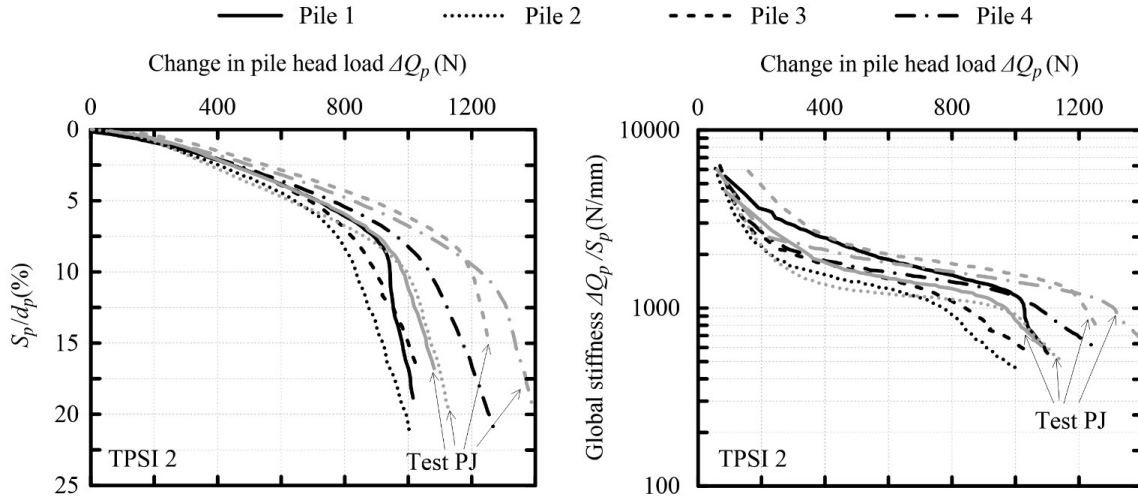 Pile 1 Pile 2 Pile 3 Pile 4
Change in pile head load ΔQp (N)
0 400 800 1200
0
5
10
15
20
25
Sp/dp(%)
Test PJ
TPSI 2
Change in pile head load ΔQp (N)
0 400 800 1200
10000
1000
100
Global stiffness ΔQp /Sp(N/mm)
Test PJ
TPSI 2